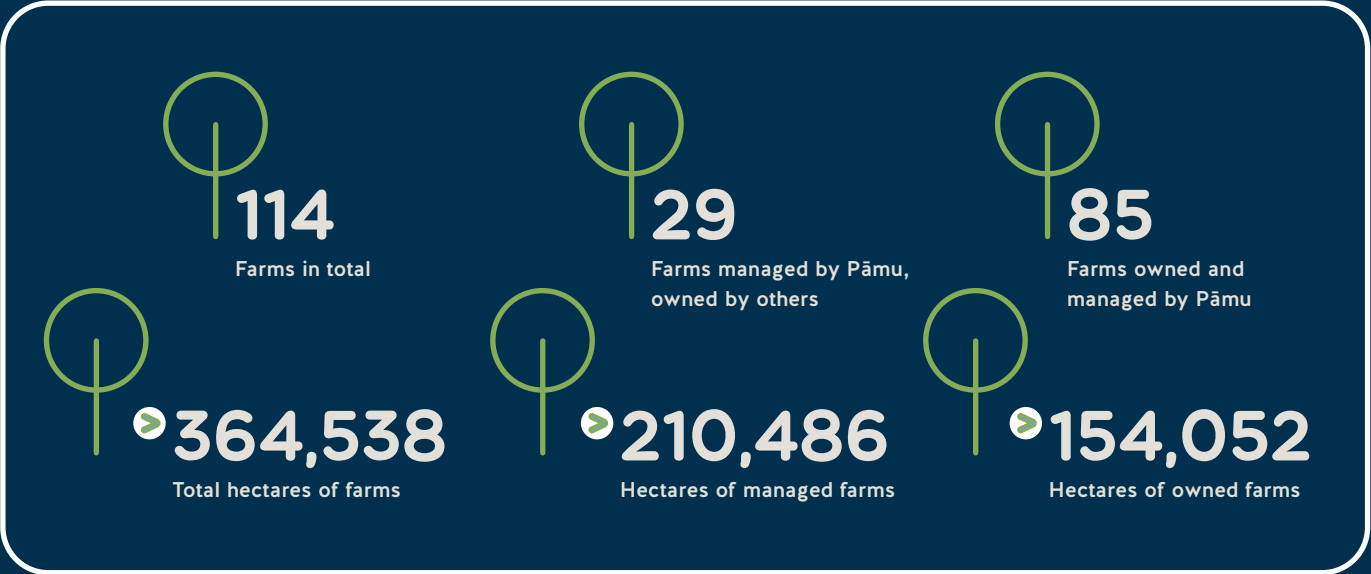 114
Farms in total
29
Farms managed by Pāmu,
owned by others
85
Farms owned and
managed by Pāmu
364,538
Total hectares of farms
210,486
Hectares of managed farms
154,052
Hectares of owned farms